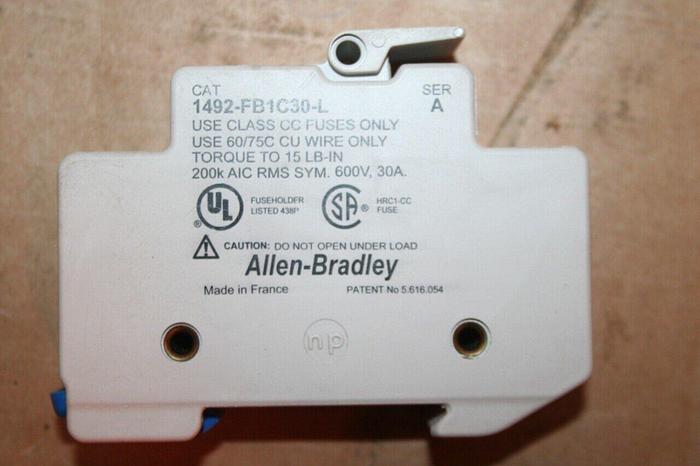 CAT SER
1492-FB1C30-L A
USE CLASS CC FUSES ONLY
USE 60/75C CU WIRE ONLY
TORQUE TO 15 LB-IN
200k AIC RMS SYM. 600V, 30A.
UL ® FUSEHOLDER LISTED 438P
SA ® HRC1-CC FUSE
CAUTION: DO NOT OPEN UNDER LOAD
Allen-Bradley
Made in France PATENT No 5.616.054
np